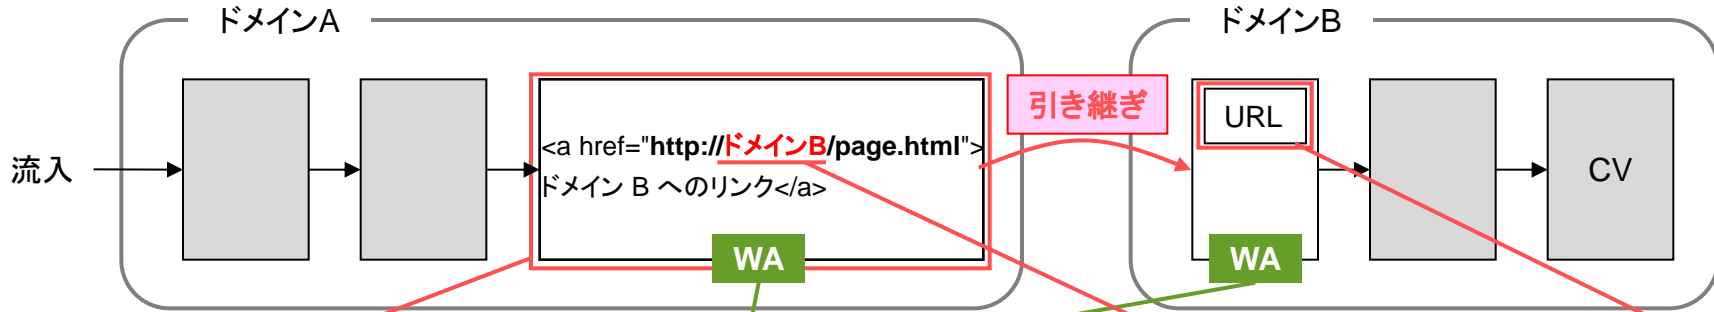 ドメインA
ドメインB
流入
<a href="http://ドメインB/page.html">
ドメイン B へのリンク</a>
WA
引き継ぎ
URL
WA
CV